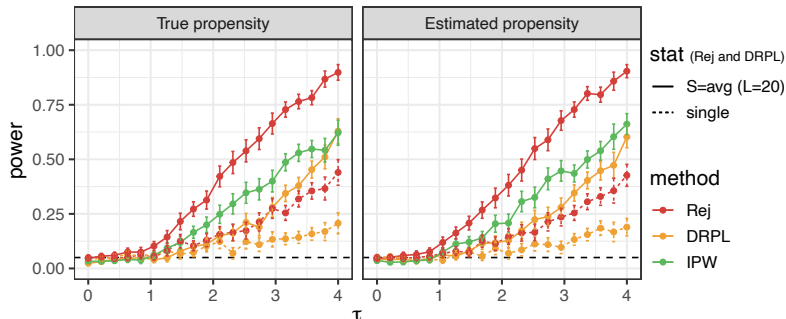 True propensity
Estimated propensity
1.00
0.75
0.50
0.25
0.00
power
0 1 2 3 4
0 1 2 3 4
τ
stat (Rej and DRPL)
S=avg (L=20)
single
method
Rej
DRPL
IPW